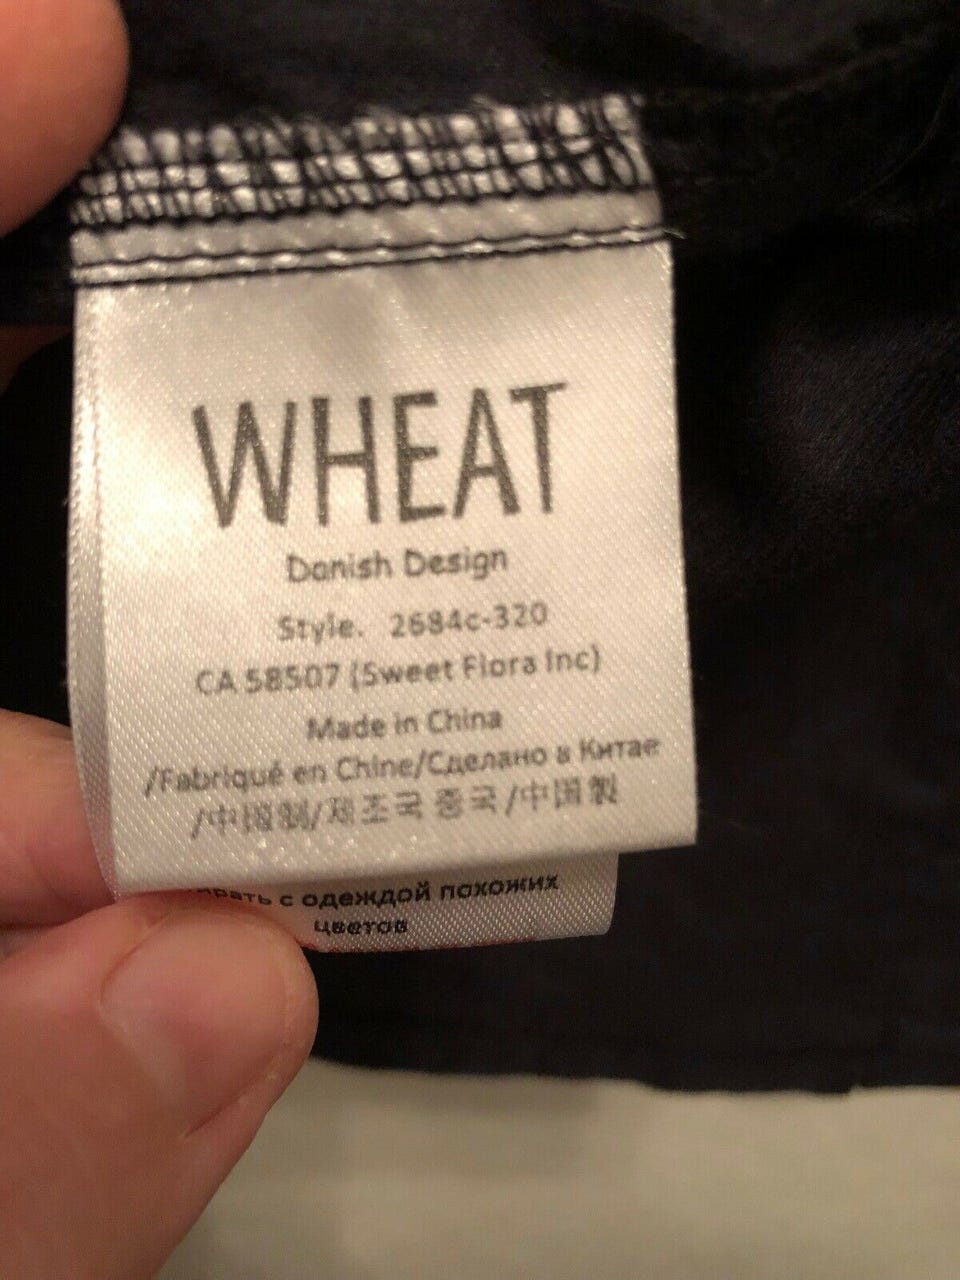 WHEAT
Danish Design
Style. 2684c-320
CA 58507 (Sweet Flora Inc)
Made in China
/Fabriqué en Chine/Сделано в Китае
/中国制/제조국 중국/中国製
с одеждой похожих
цветов